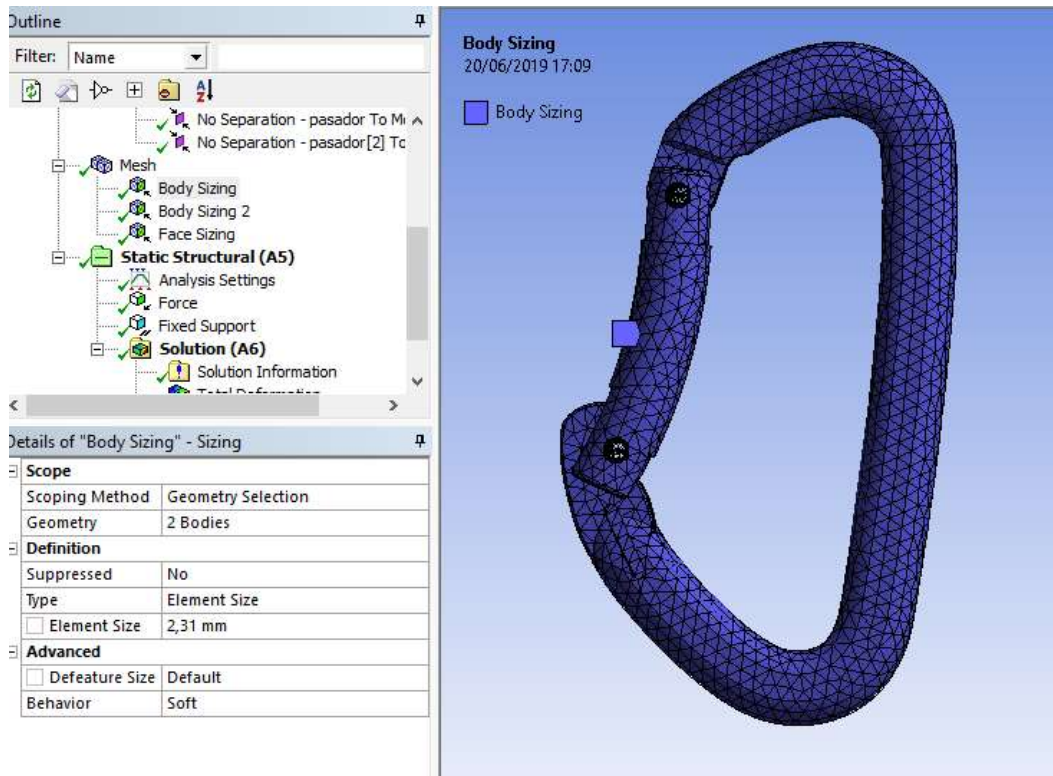 Outline
Filter: Name
No Separation - pasador To M
No Separation - pasador[2] To
Mesh
Body Sizing
Body Sizing 2
Face Sizing
Static Structural (A5)
Analysis Settings
Force
Fixed Support
Solution (A6)
Solution Information
Total Deformation
Details of "Body Sizing" - Sizing
Scope
Scoping Method Geometry Selection
Geometry 2 Bodies
Definition
Suppressed No
Type Element Size
Element Size 2,31 mm
Advanced
Defeature Size Default
Behavior Soft
Body Sizing
20/06/2019 17:09
Body Sizing